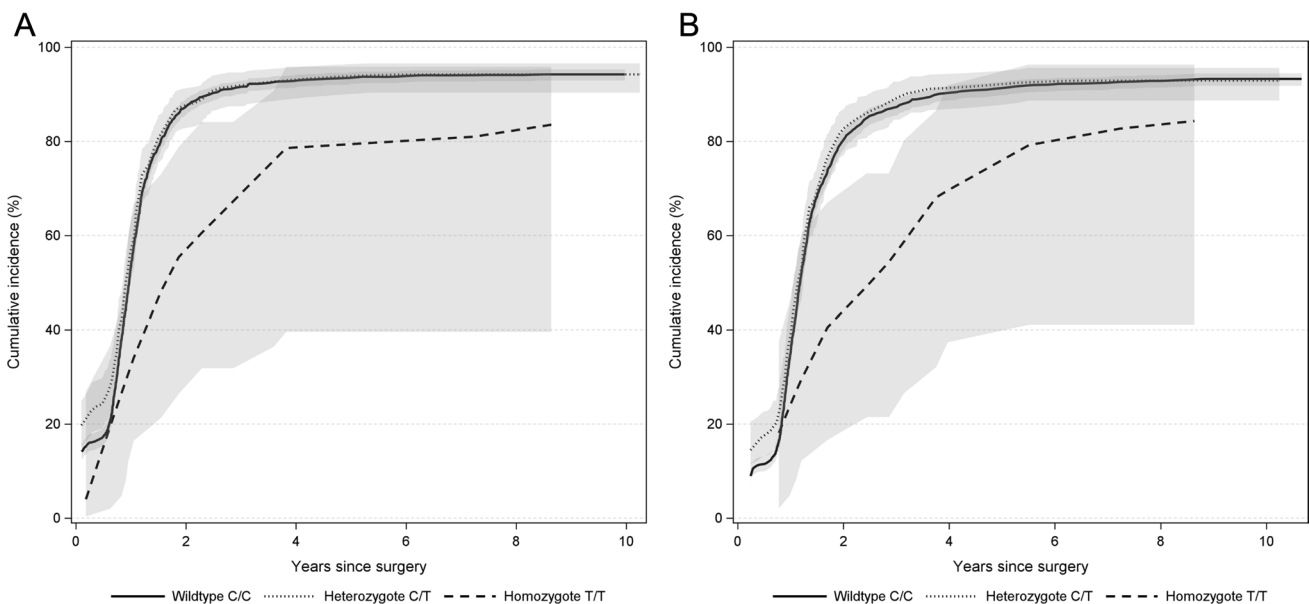 A
Cumulative incidence (%)
100
80
60
40
20
0
0 2 4 6 8 10
Years since surgery
Wildtype C/C Heterozygote C/T Homozygote T/T
B
Cumulative incidence (%)
100
80
60
40
20
0
0 2 4 6 8 10
Years since surgery
Wildtype C/C Heterozygote C/T Homozygote T/T